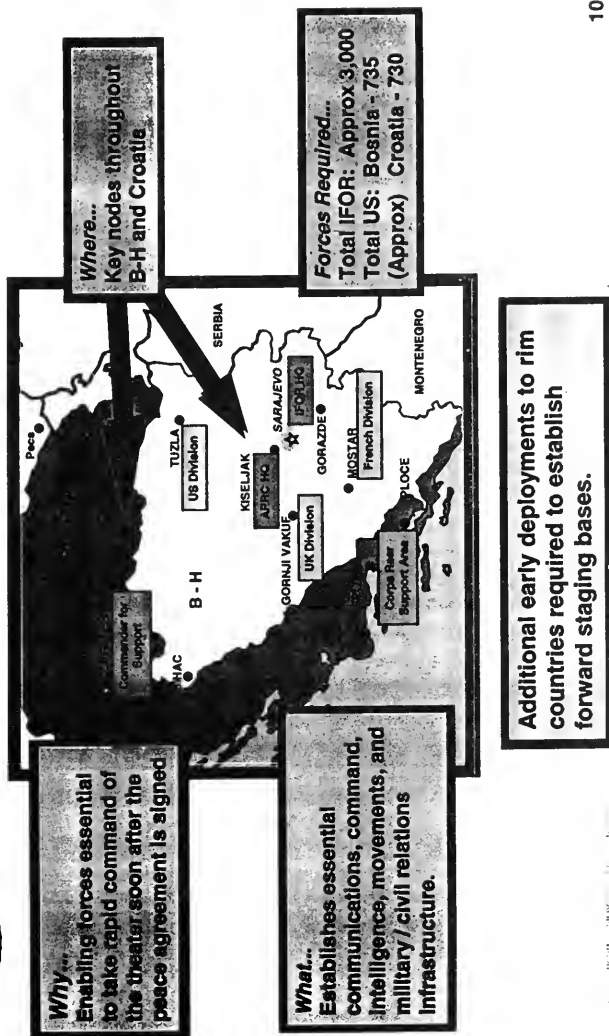 Why...
Enabling forces essential
to take rapid command of
the theater soon after the
peace agreement is signed
Where...
Key nodes throughout
B-H and Croatia
What...
Establishes essential
communications, command,
intelligence, movements, and
military / civil relations
Infrastructure.
Forces Required...
Total IFOR: Approx 3,000
Total US: Bosnia - 735
(Approx) Croatia - 730
Pecs
Commander for
Support
HAC
B - H
TUZLA
US Division
SERBIA
KISELJAK
ARRC HQ
SARAJEVO
IFOR HQ
GORNJI VAKUF
UK Division
GORAZDE
MOSTAR
French Division
MONTENEGRO
PLOCE
Corps Rear
Support Area
Additional early deployments to rim
countries required to establish
forward staging bases.
10